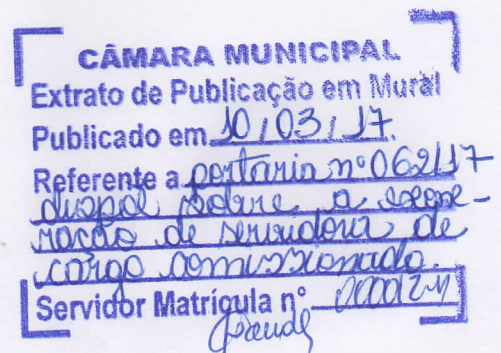 CÂMARA MUNICIPAL
Extrato de Publicação em Mural
Publicado em 10/03/17.
Referente a portaria nº 062/17
dispõe sobre a exone-
ração de servidora de
cargo comissionado.
Servidor Matrícula nº